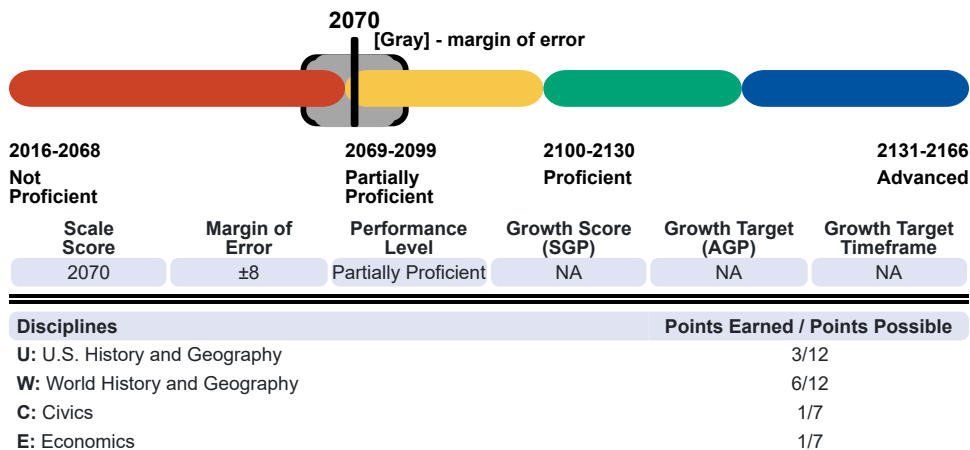 2070
[Gray] - margin of error
2016-2068 2069-2099 2100-2130 2131-2166
Not Partially Proficient Advanced
Proficient Proficient
Scale Margin of Performance Growth Score Growth Target Growth Target
Score Error Level (SGP) (AGP) Timeframe
2070 ±8 Partially Proficient NA NA NA
Disciplines Points Earned / Points Possible
U: U.S. History and Geography 3/12
W: World History and Geography 6/12
C: Civics 1/7
E: Economics 1/7